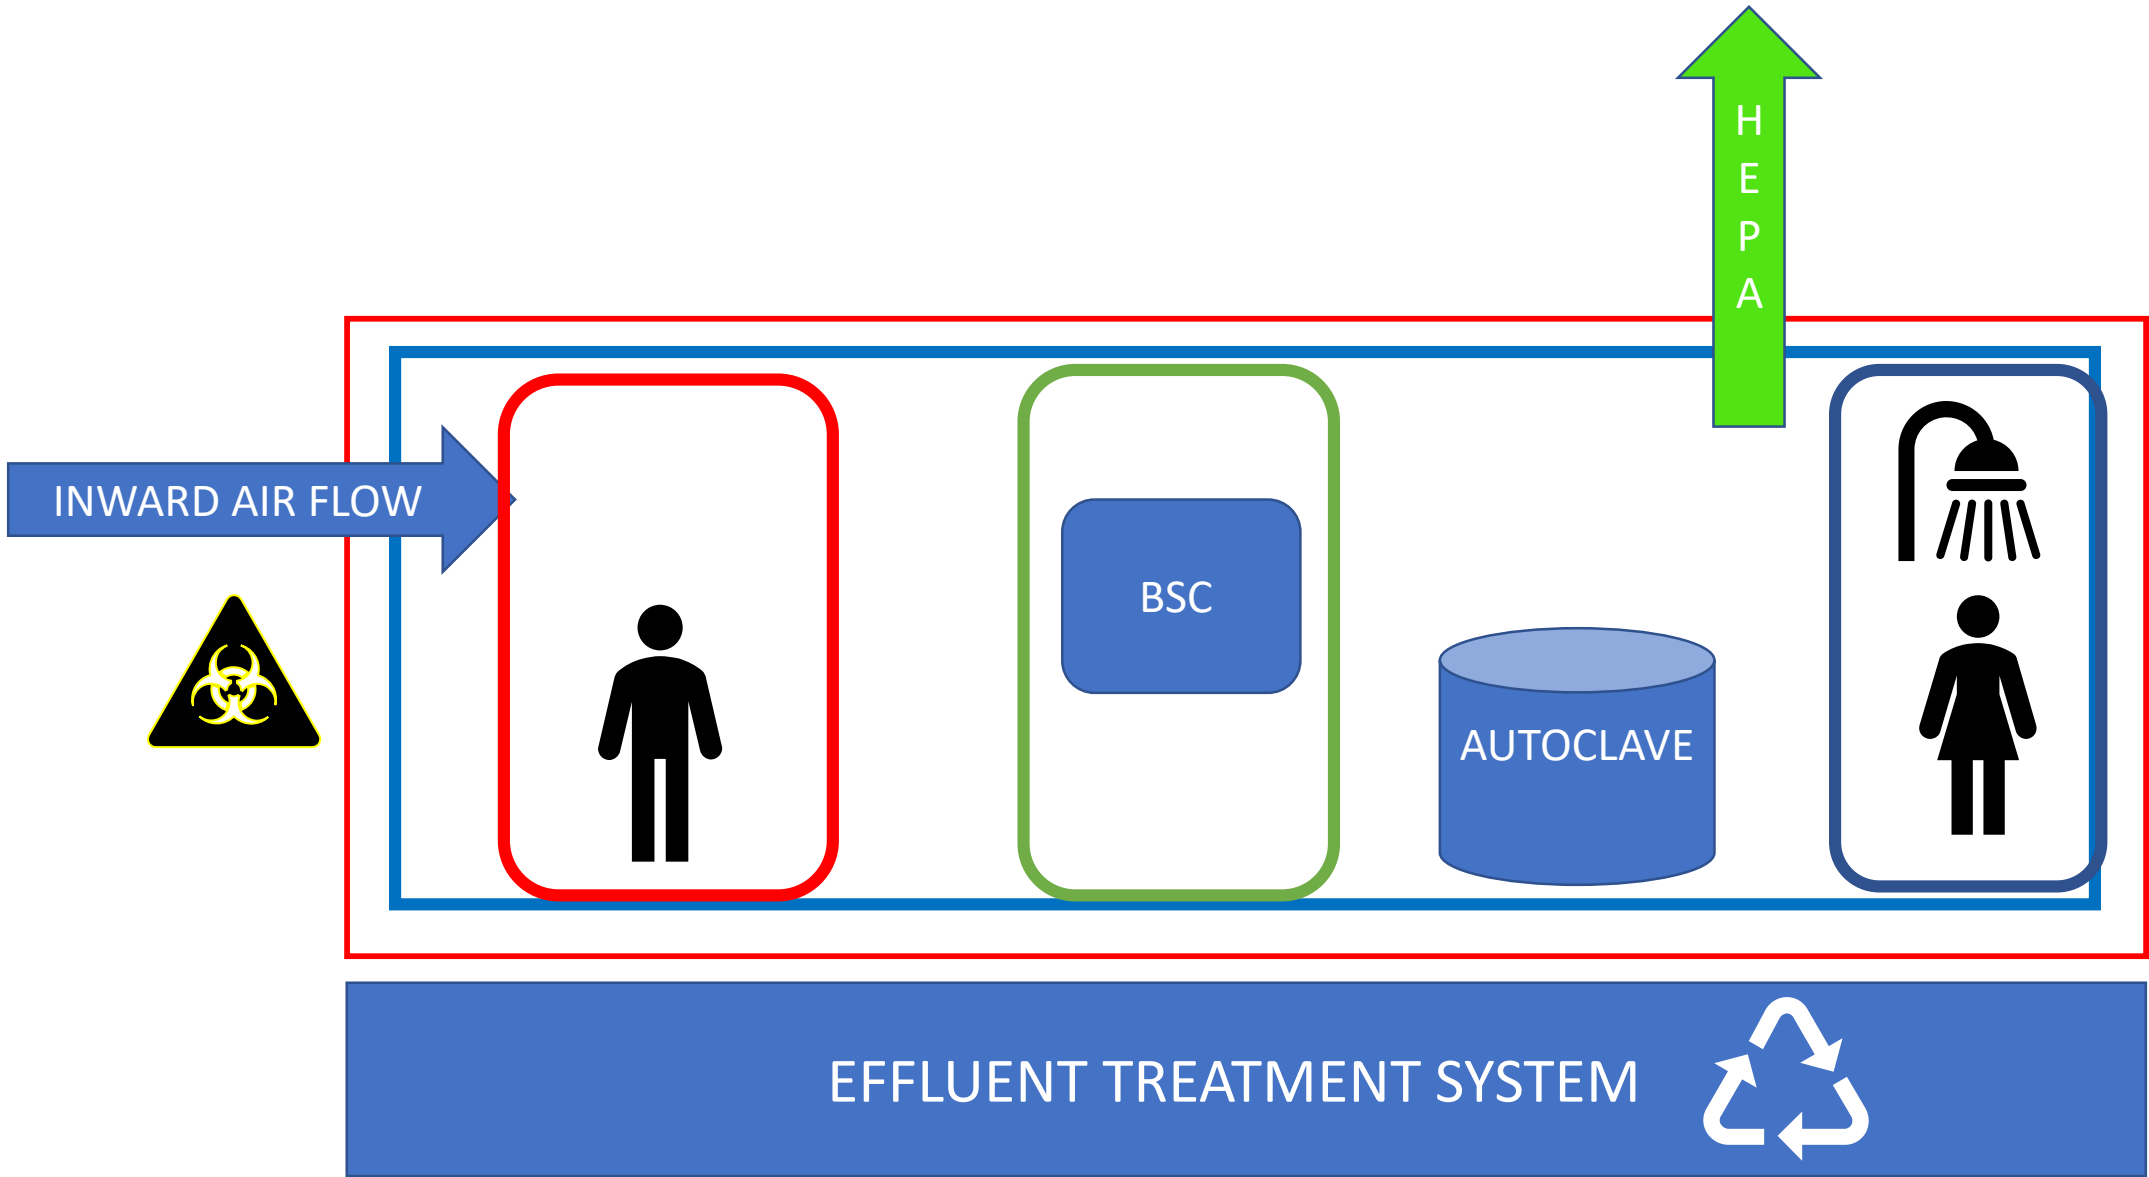 H
E
P
A
INWARD AIR FLOW
BSC
AUTOCLAVE
EFFLUENT TREATMENT SYSTEM